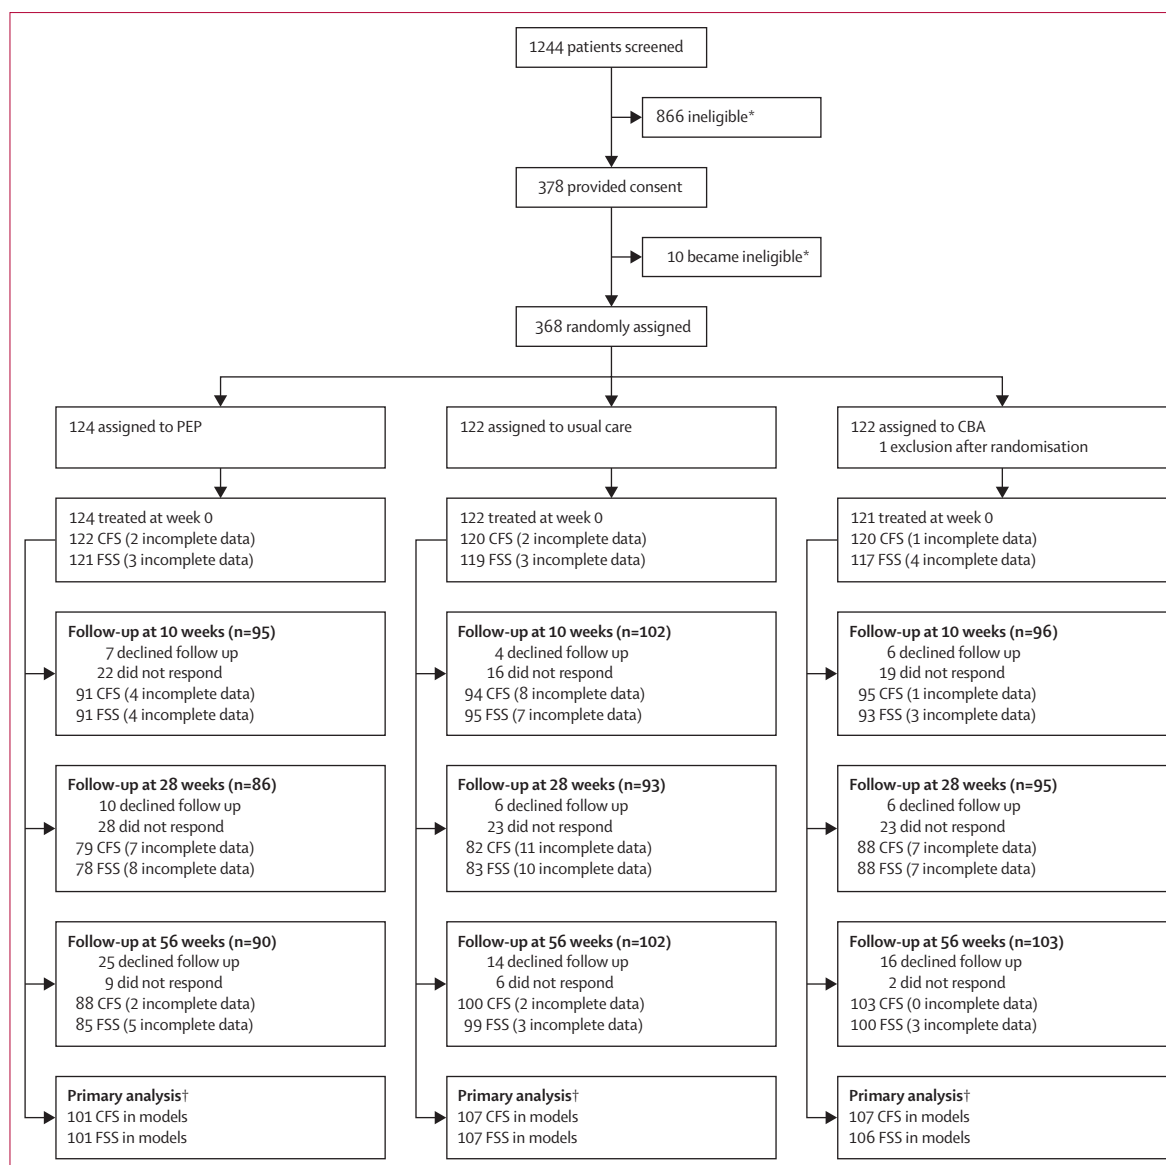 1244 patients screened
866 ineligible*
378 provided consent
10 became ineligible*
368 randomly assigned
124 assigned to PEP
122 assigned to usual care
122 assigned to CBA
1 exclusion after randomisation
124 treated at week 0
122 CFS (2 incomplete data)
121 FSS (3 incomplete data)
122 treated at week 0
120 CFS (2 incomplete data)
119 FSS (3 incomplete data)
121 treated at week 0
120 CFS (1 incomplete data)
117 FSS (4 incomplete data)
Follow-up at 10 weeks (n=95)
7 declined follow up
22 did not respond
91 CFS (4 incomplete data)
91 FSS (4 incomplete data)
Follow-up at 10 weeks (n=102)
4 declined follow up
16 did not respond
94 CFS (8 incomplete data)
95 FSS (7 incomplete data)
Follow-up at 10 weeks (n=96)
6 declined follow up
19 did not respond
95 CFS (1 incomplete data)
93 FSS (3 incomplete data)
Follow-up at 28 weeks (n=86)
10 declined follow up
28 did not respond
79 CFS (7 incomplete data)
78 FSS (8 incomplete data)
Follow-up at 28 weeks (n=93)
6 declined follow up
23 did not respond
82 CFS (11 incomplete data)
83 FSS (10 incomplete data)
Follow-up at 28 weeks (n=95)
6 declined follow up
23 did not respond
88 CFS (7 incomplete data)
88 FSS (7 incomplete data)
Follow-up at 56 weeks (n=90)
25 declined follow up
9 did not respond
88 CFS (2 incomplete data)
85 FSS (5 incomplete data)
Follow-up at 56 weeks (n=102)
14 declined follow up
6 did not respond
100 CFS (2 incomplete data)
99 FSS (3 incomplete data)
Follow-up at 56 weeks (n=103)
16 declined follow up
2 did not respond
103 CFS (0 incomplete data)
100 FSS (3 incomplete data)
Primary analysis†
101 CFS in models
101 FSS in models
Primary analysis†
107 CFS in models
107 FSS in models
Primary analysis†
107 CFS in models
106 FSS in models